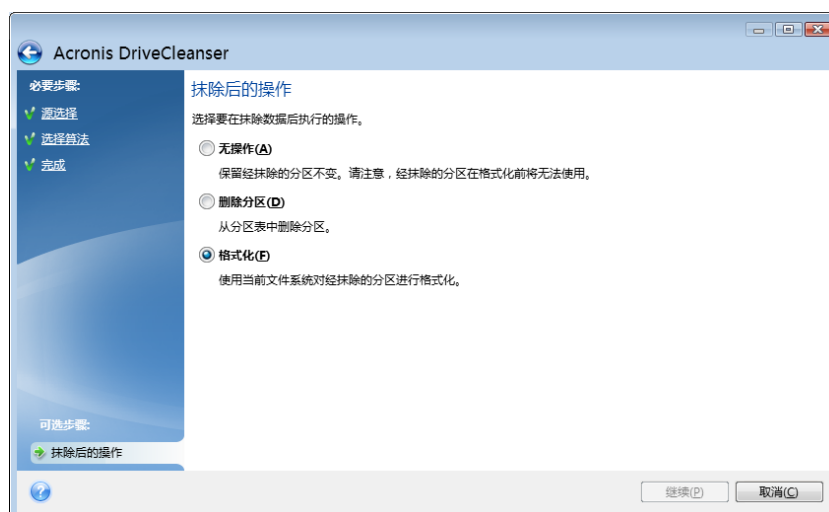 Acronis DriveCleanser
必要步骤:
源选择
选择算法
完成
可选步骤:
抹除后的操作
抹除后的操作
选择要在抹除数据后执行的操作。
无操作(A)
保留经抹除的分区不变。请注意，经抹除的分区在格式化前将无法使用。
删除分区(D)
从分区表中删除分区。
格式化(F)
使用当前文件系统对经抹除的分区进行格式化。
继续(P)
取消(C)